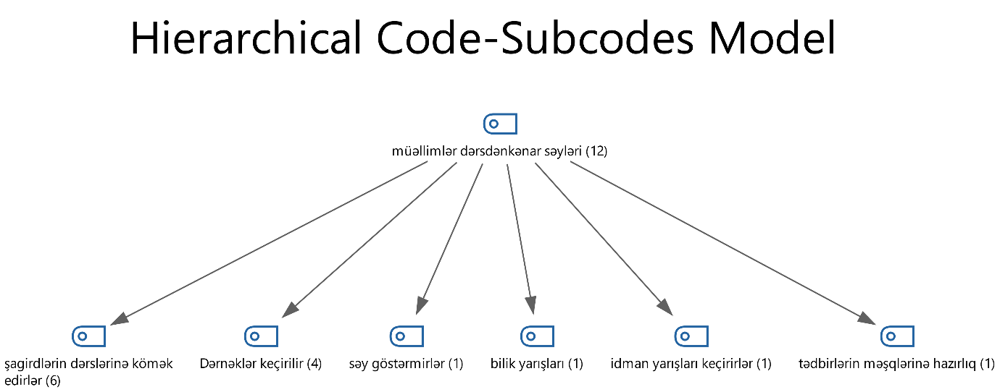 Hierarchical Code-Subcodes Model
müəllimlər dərsdənkənar səyləri (12)
şagirdlərin dərslərinə kömək
edirlər (6)
Dərnəklər keçirilir (4)
səy göstərmirlər (1)
bilik yarışları (1)
idman yarışları keçirirlər (1)
tədbirlərin məşqlərinə hazırlıq (1)